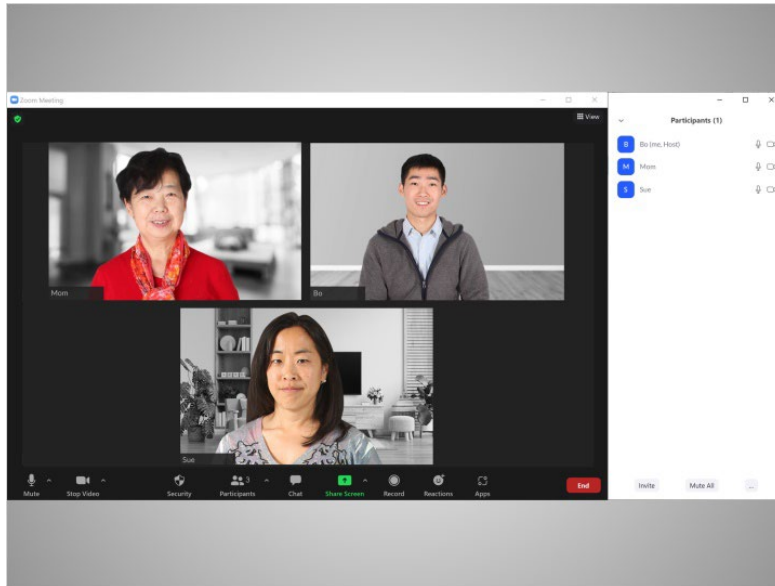 Zoom Meeting
View
Mom
Bo
Sue
Mute
Stop Video
Security
Participants
3
Chat
Share Screen
Record
Reactions
Apps
End
Participants (1)
B Bo (me, Host)
M Mom
S Sue
Invite
Mute All
...